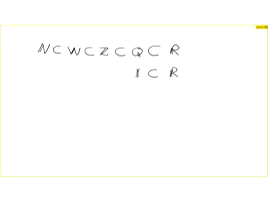 ℕ ⊂ W ⊂ ℤ ⊂ ℚ ⊂ ℝ
𝕀 ⊂ ℝ